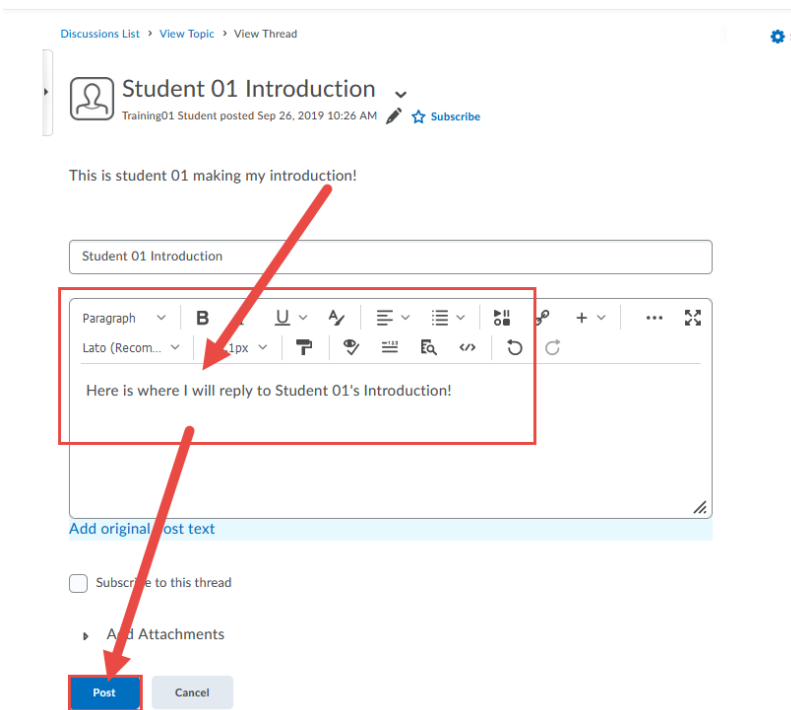 Discussions List › View Topic › View Thread
Student 01 Introduction
Training01 Student posted Sep 26, 2019 10:26 AM Subscribe
This is student 01 making my introduction!
Student 01 Introduction
Paragraph B U A
Lato (Recom... 1px
Here is where I will reply to Student 01's Introduction!
Add original post text
Subscribe to this thread
Add Attachments
Post Cancel